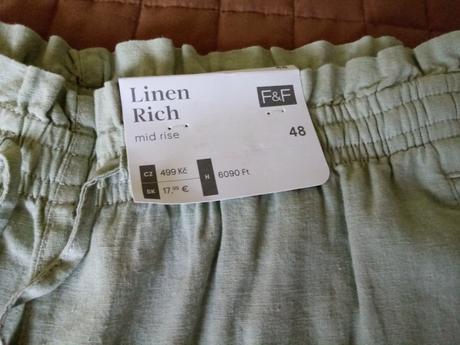 Linen
Rich
F&F
mid rise
48
CZ 499 Kč
H 6090 Ft
SK 17,99 €